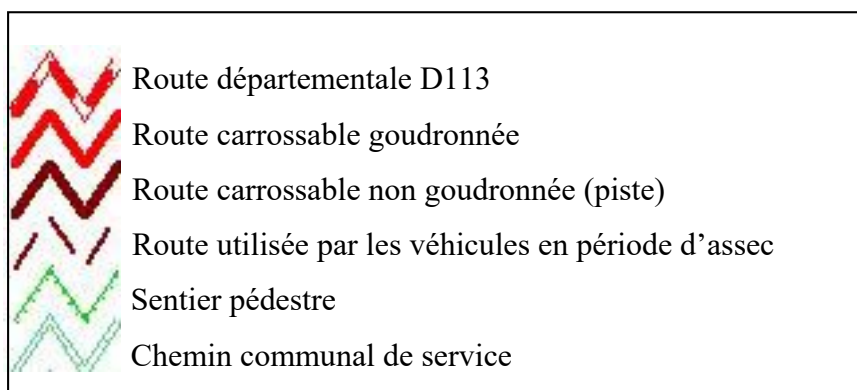 Route départementale D113
Route carrossable goudronnée
Route carrossable non goudronnée (piste)
Route utilisée par les véhicules en période d’assec
Sentier pédestre
Chemin communal de service